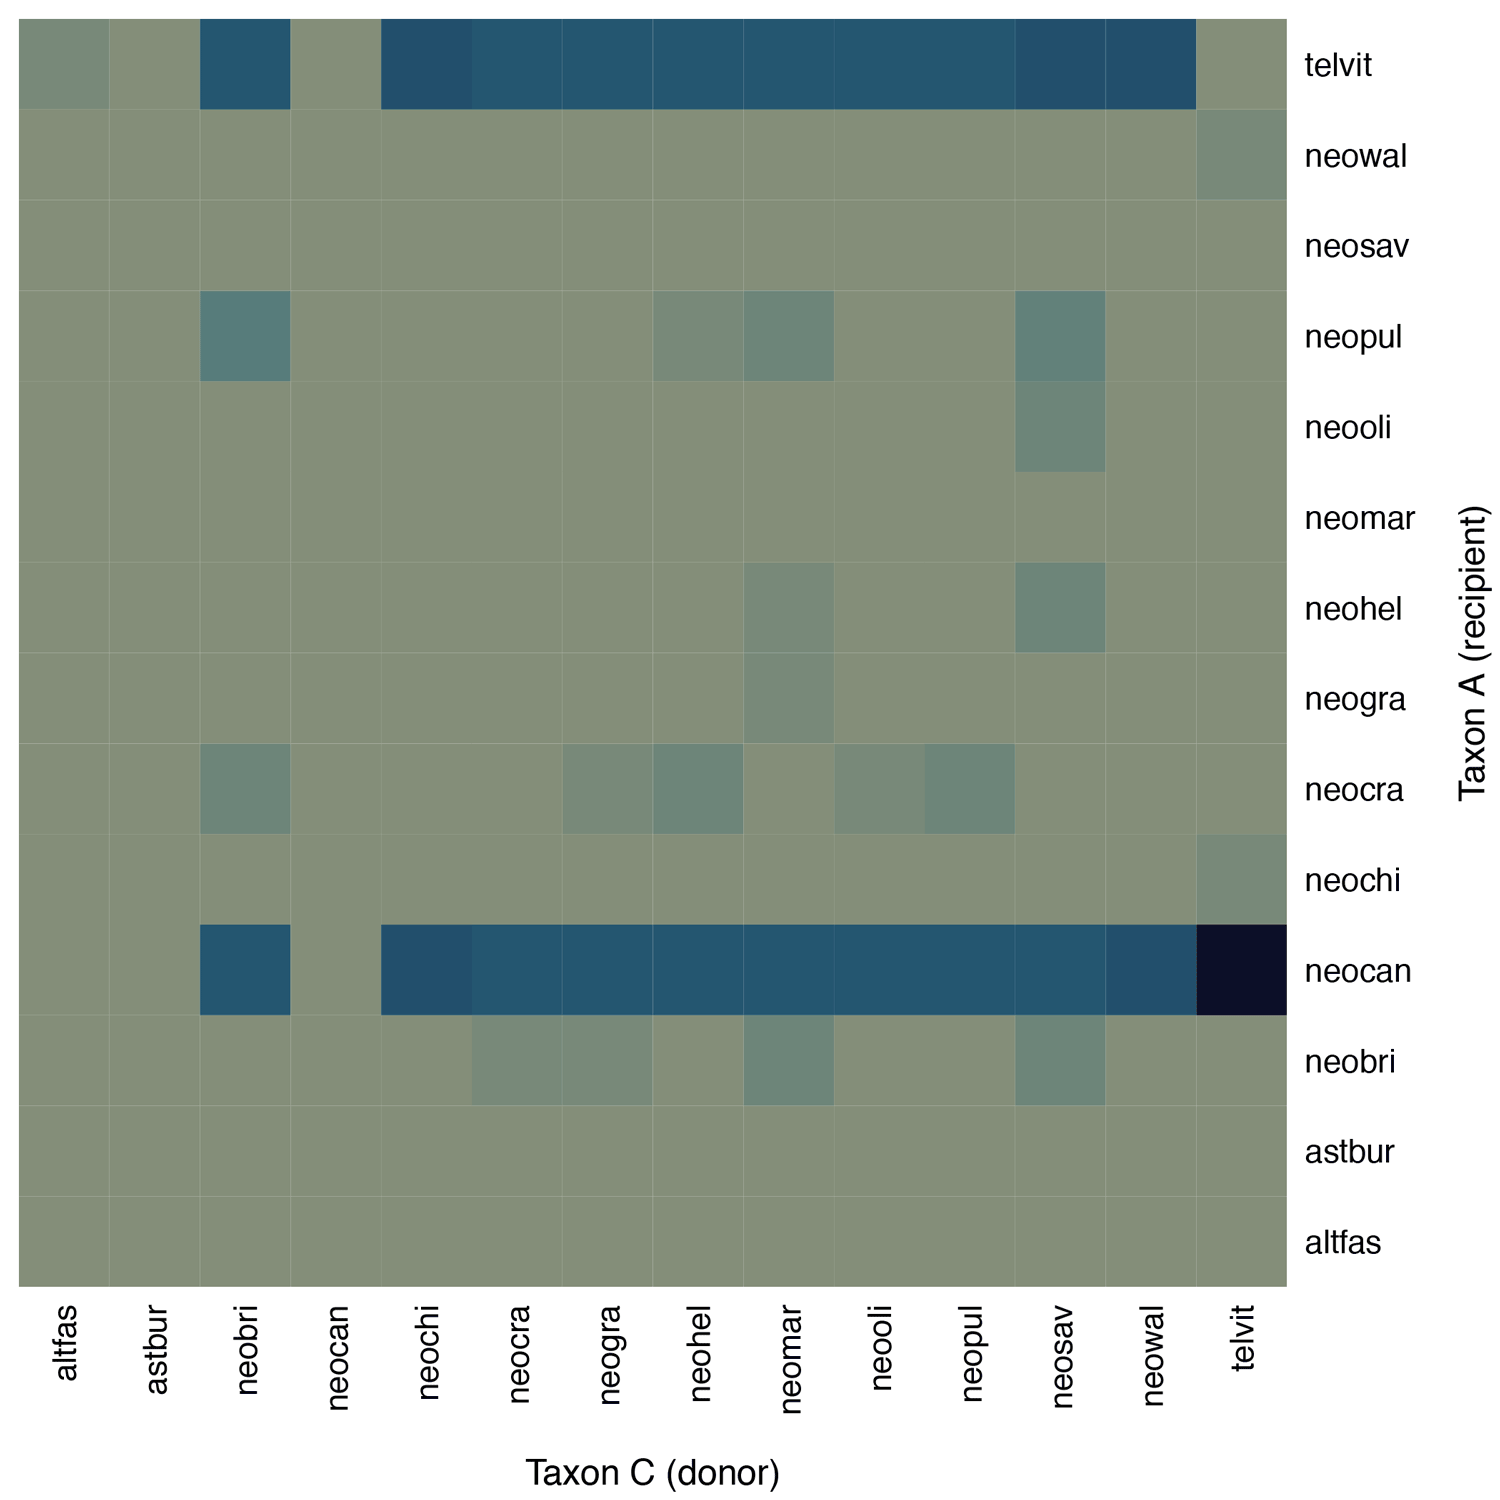 telvit
neowal
neosav
neopul
neooli
neomar
neohel
neogra
neocra
neochi
neocan
neobri
astbur
altfas
Taxon A (recipient)
altfas
astbur
neobri
neocan
neochi
neocra
neogra
neohel
neomar
neooli
neopul
neosav
neowal
telvit
Taxon C (donor)